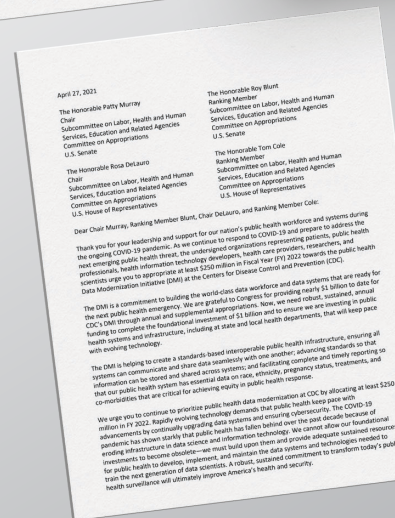 April 27, 2021
The Honorable Patty Murray
Chair
Subcommittee on Labor, Health and Human
Services, Education and Related Agencies
Committee on Appropriations
U.S. Senate
The Honorable Roy Blunt
Ranking Member
Subcommittee on Labor, Health and Human
Services, Education and Related Agencies
Committee on Appropriations
U.S. Senate
The Honorable Rosa DeLauro
Chair
Subcommittee on Labor, Health and Human
Services, Education and Related Agencies
Committee on Appropriations
U.S. House of Representatives
The Honorable Tom Cole
Ranking Member
Subcommittee on Labor, Health and Human
Services, Education and Related Agencies
Committee on Appropriations
U.S. House of Representatives
Dear Chair Murray, Ranking Member Blunt, Chair DeLauro, and Ranking Member Cole:
Thank you for your leadership and support for our nation's public health workforce and systems during
the ongoing COVID-19 pandemic. As we continue to respond to COVID-19 and prepare to address the
next emerging public health threat, the undersigned organizations representing patients, public health
professionals, health information technology developers, health care providers, researchers, and
scientists urge you to appropriate at least $250 million in Fiscal Year (FY) 2022 towards the public health
Data Modernization Initiative (DMI) at the Centers for Disease Control and Prevention (CDC).
The DMI is a commitment to building the world-class data workforce and data systems that are ready for
the next public health emergency. We are grateful to Congress for providing nearly $1 billion to date for
CDC's DMI through annual and supplemental appropriations. Now, we need robust, sustained, annual
funding to complete the foundational investment of $1 billion and to ensure we are investing in public
health systems and infrastructure, including at state and local health departments, that will keep pace
with evolving technology.
The DMI is helping to create a standards-based interoperable public health infrastructure, ensuring all
systems can communicate and share data seamlessly with one another; advancing standards so that
information can be stored and shared across systems; and facilitating complete and timely reporting so
that our public health system has essential data on race, ethnicity, pregnancy status, treatments, and
co-morbidities that are critical for achieving equity in public health response.
We urge you to continue to prioritize public health data modernization at CDC by allocating at least $250
million in FY 2022. Rapidly evolving technology demands that public health keep pace with
advancements by continually upgrading data systems and ensuring cybersecurity. The COVID-19
pandemic has shown starkly that public health has fallen behind over the past decade because of
eroding infrastructure in data science and information technology. We cannot allow our foundational
investments to become obsolete—we must build upon them and provide adequate sustained resources
for public health to develop, implement, and maintain the data systems and technologies needed to
train the next generation of data scientists. A robust, sustained commitment to transform today's public
health surveillance will ultimately improve America's health and security.